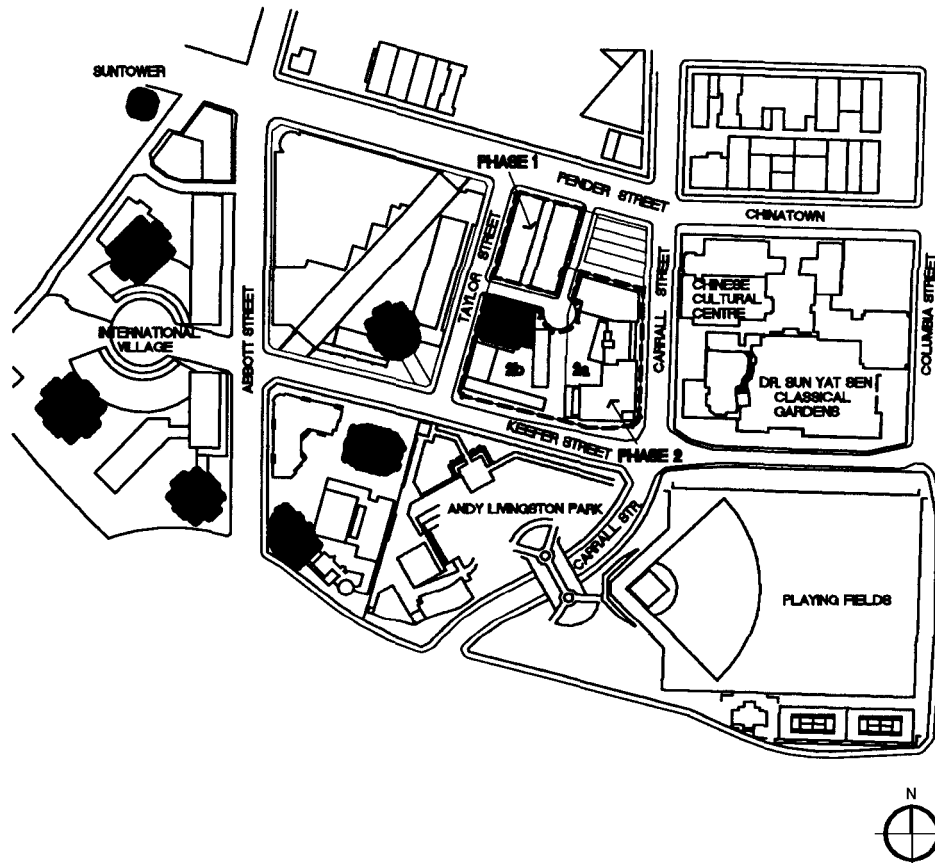 SUNTOWER
PHASE 1
PENDER STREET
CHINATOWN
TAYLOR STREET
CARRALL STREET
COLUMBIA STREET
CHINESE
CULTURAL
CENTRE
INTERNATIONAL
VILLAGE
ABBOTT STREET
2b
2a
DR. SUN YAT SEN
CLASSICAL
GARDENS
KEEFER STREET
PHASE 2
ANDY LIVINGSTON PARK
CARRALL STR.
PLAYING FIELDS
N